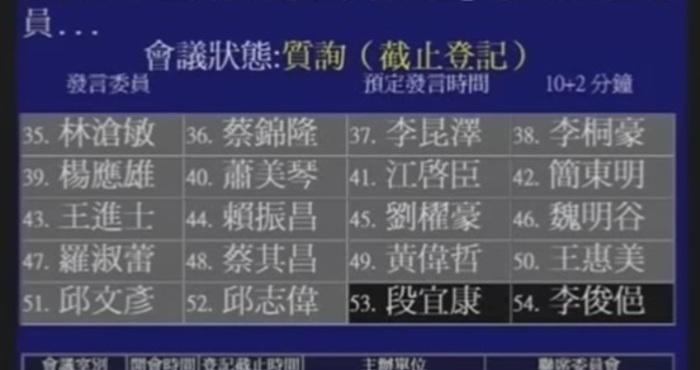 員...
會議狀態:質詢（截止登記）
發言委員 預定發言時間 10+2 分鐘
35. 林滄敏 36. 蔡錦隆 37. 李昆澤 38. 李桐豪
39. 楊應雄 40. 蕭美琴 41. 江啓臣 42. 簡東明
43. 王進士 44. 賴振昌 45. 劉櫂豪 46. 魏明谷
47. 羅淑蕾 48. 蔡其昌 49. 黃偉哲 50. 王惠美
51. 邱文彥 52. 邱志偉 53. 段宜康 54. 李俊俋
會議室別 開會時間 登記截止時間 主辦單位 聯席委員會